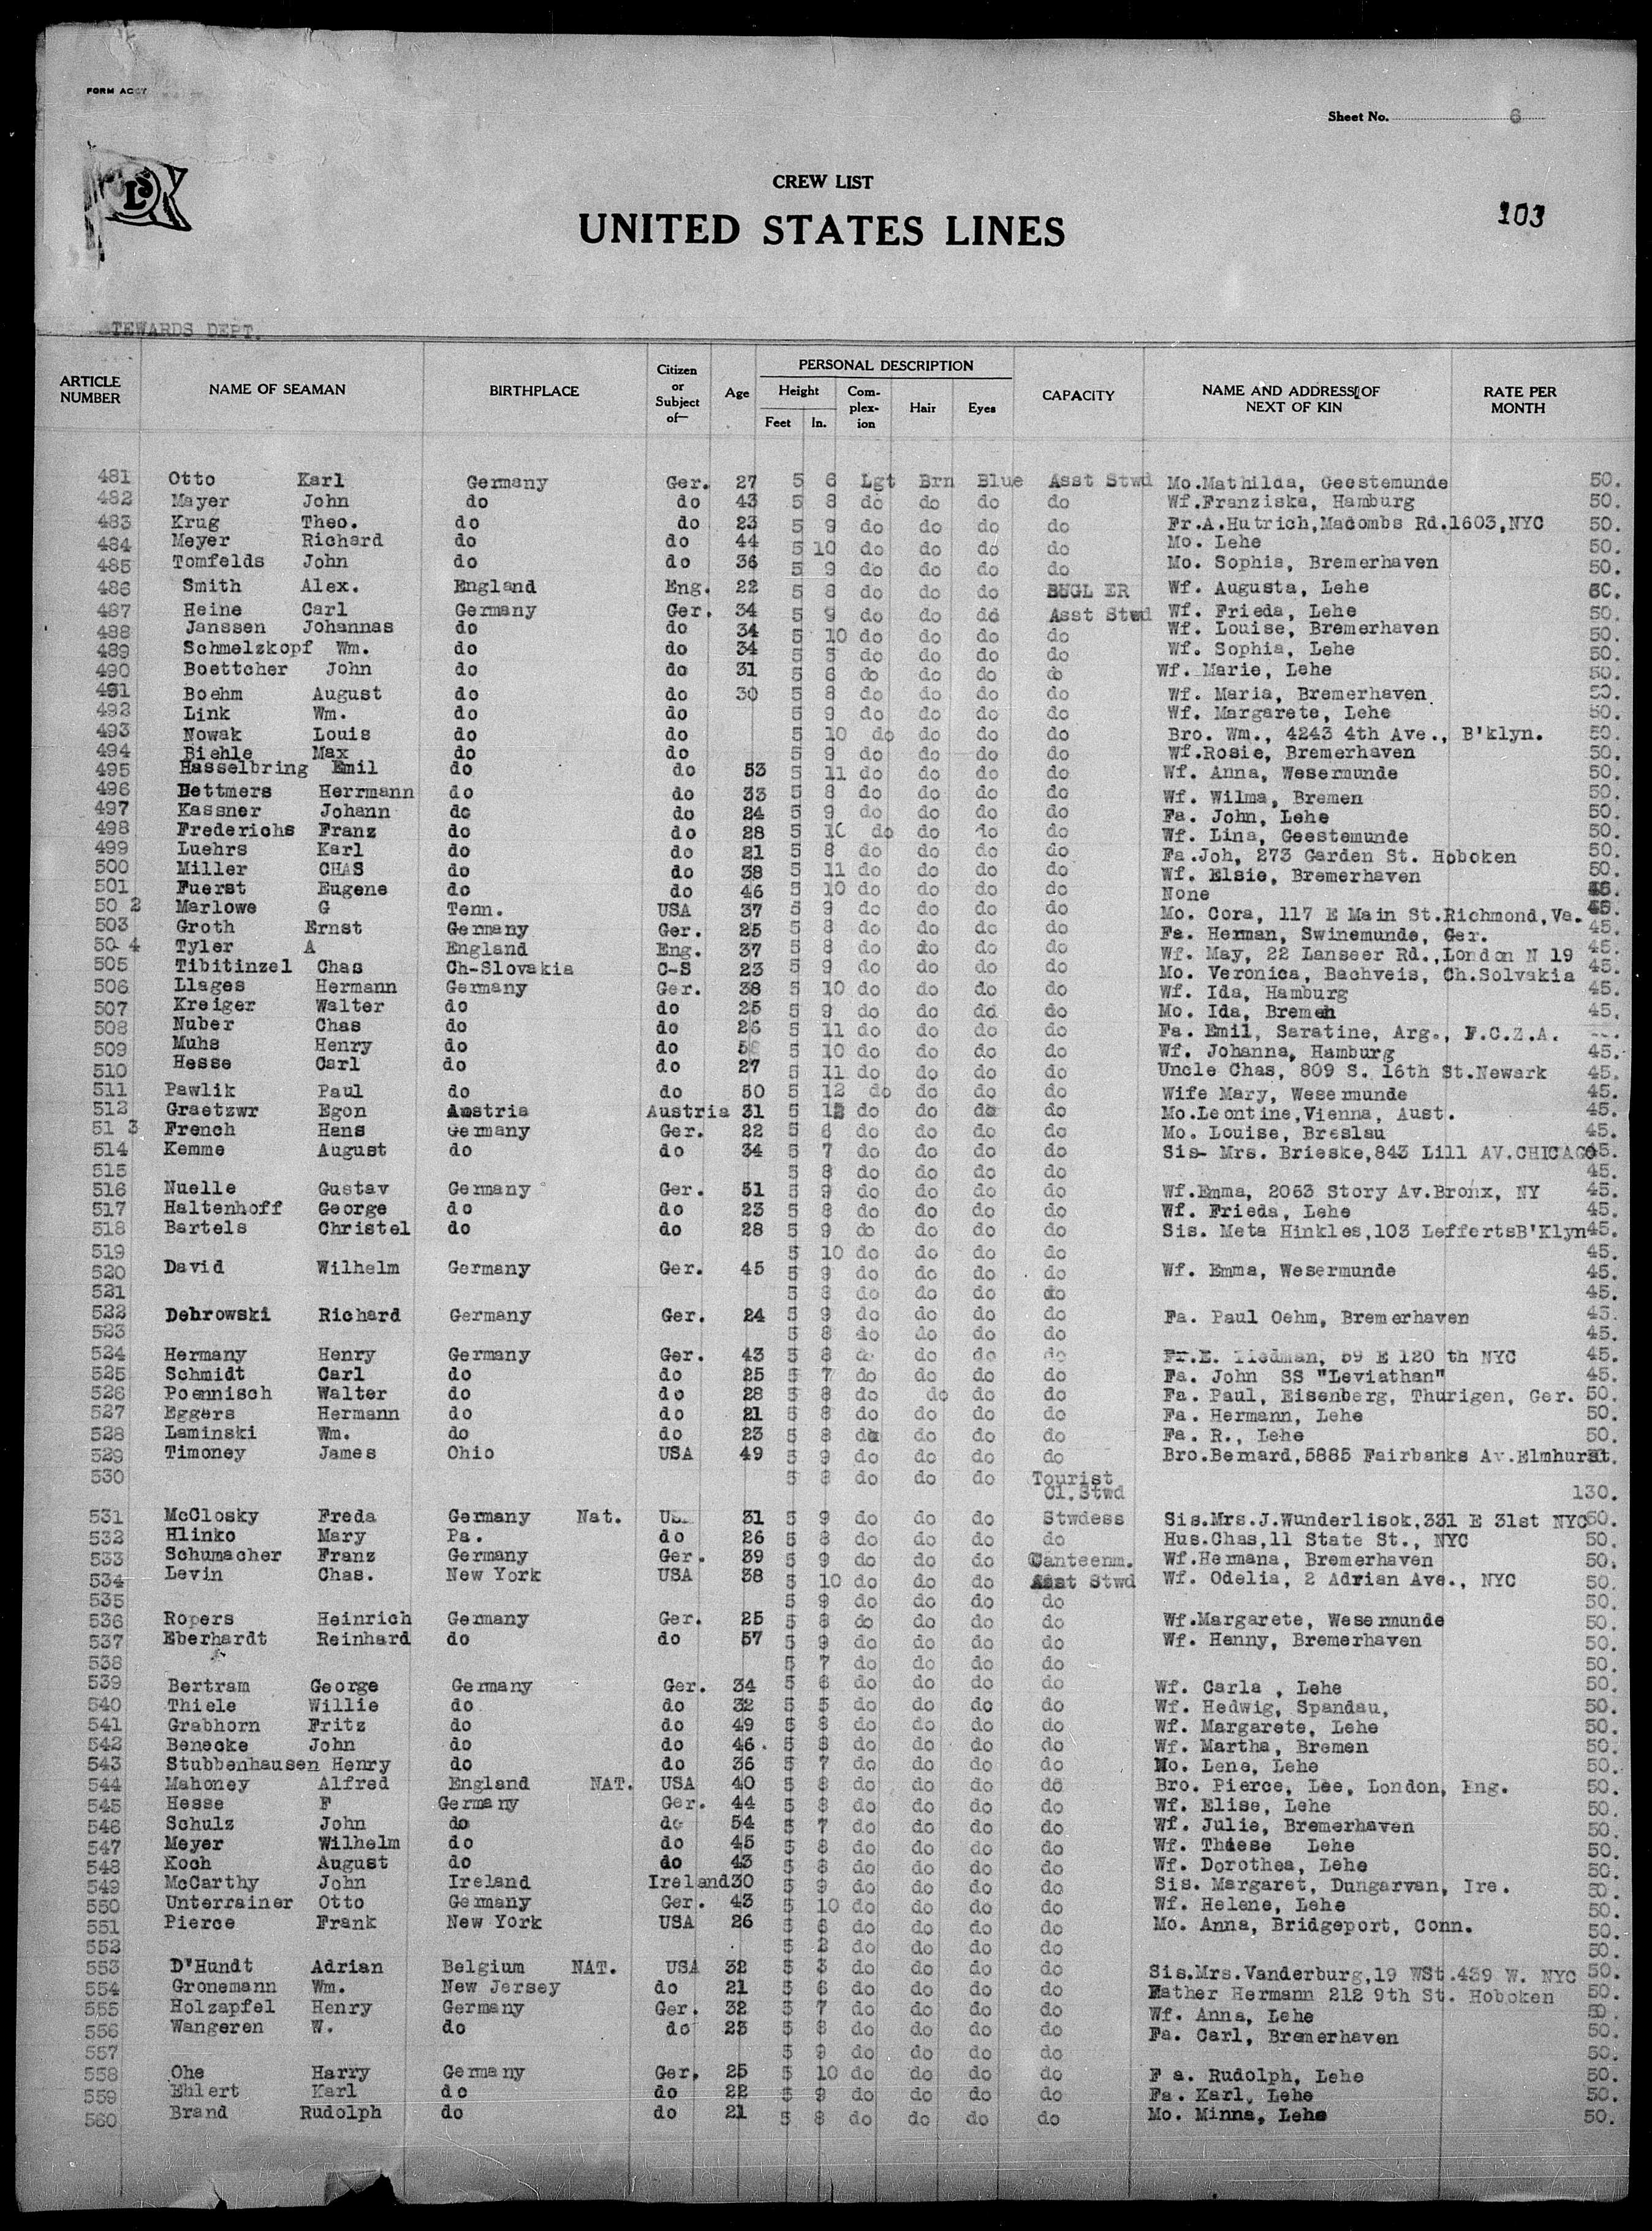 FORM ACCY
Sheet No. 6
CREW LIST
103
UNITED STATES LINES
TEWARDS DEPT.
ARTICLE NUMBER NAME OF SEAMAN BIRTHPLACE Citizen or Subject of— Age PERSONAL DESCRIPTION Height Feet In. Com-plex-ion Hair Eyes CAPACITY NAME AND ADDRESS OF NEXT OF KIN RATE PER MONTH
481 Otto Karl Germany Ger. 27 5 6 Lgt Brn Blue Asst Stwd Mo.Mathilda, Geestemunde 50.
482 Mayer John do do 43 5 8 do do do do Wf.Franziska, Hamburg 50.
483 Krug Theo. do do 23 5 9 do do do do Fr.A.Hutrich,Macombs Rd.1603,NYC 50.
484 Meyer Richard do do 44 5 10 do do do do Mo. Lehe 50.
485 Tomfelds John do do 36 5 9 do do do do Mo. Sophia, Bremerhaven 50.
486 Smith Alex. England Eng. 22 5 8 do do do BUGL ER Wf. Augusta, Lehe
487 Heine Carl Germany Ger. 34 5 9 do do do Asst Stwd Wf. Frieda, Lehe 50.
488 Janssen Johannas do do 34 5 10 do do do do Wf. Louise, Bremerhaven 50.
489 Schmelzkopf Wm. do do 34 5 5 do do do do Wf. Sophia, Lehe 50.
490 Boettcher John do do 31 5 6 do do do do Wf. Marie, Lehe 50.
491 Boehm August do do 30 5 8 do do do do Wf. Maria, Bremerhaven 50.
492 Link Wm. do do 5 9 do do do do Wf. Margarete, Lehe 50.
493 Nowak Louis do do 5 10 do do do do Bro. Wm., 4243 4th Ave., B'klyn. 50.
494 Biehle Max do do 5 9 do do do do Wf.Rosie, Bremerhaven 50.
495 Hasselbring Emil do do 53 5 11 do do do do Wf. Anna, Wesermunde 50.
496 Dettmers Herrmann do do 33 5 8 do do do do Wf. Wilma, Bremen 50.
497 Kassner Johann do do 24 5 9 do do do do Fa. John, Lehe 50.
498 Frederichs Franz do do 28 5 10 do do do do Wf. Lina, Geestemunde 50.
499 Luehrs Karl do do 21 5 8 do do do do Fa.Joh, 273 Garden St. Hoboken 50.
500 Miller CHAS do do 38 5 11 do do do do Wf. Elsie, Bremerhaven 50.
501 Fuerst Eugene do do 46 5 10 do do do do None 45.
50 2 Marlowe G Tenn. USA 37 5 9 do do do do Mo. Cora, 117 E Main St.Richmond,Va. 45.
503 Groth Ernst Germany Ger. 25 5 8 do do do do Fa. Herman, Swinemunde, Ger. 45.
50 4 Tyler A England Eng. 37 5 8 do do do do Wf. May, 22 Lanseer Rd.,London N 19 45.
505 Tibitinzel Chas Ch-Slovakia C-S 23 5 9 do do do do Mo. Veronica, Bachveis, Ch.Solvakia 45.
506 Llages Hermann Germany Ger. 38 5 10 do do do do Wf. Ida, Hamburg 45.
507 Kreiger Walter do do 25 5 9 do do do do Mo. Ida, Bremen 45.
508 Nuber Chas do do 26 5 11 do do do do Fa. Emil, Saratine, Arg., F.C.Z.A.
509 Muhs Henry do do 5 10 do do do do Wf. Johanna, Hamburg 45.
510 Hesse Carl do do 27 5 11 do do do do Uncle Chas, 809 S. 16th St.Newark 45.
511 Pawlik Paul do do 50 5 12 do do do do Wife Mary, Wesermunde 45.
512 Graetzwr Egon Austria Austria 31 5 do do do do Mo.Leontine,Vienna, Aust. 45.
51 3 French Hans Germany Ger. 22 5 6 do do do do Mo. Louise, Breslau 45.
514 Kemme August do do 34 5 7 do do do do Sis- Mrs. Brieske,843 Lill AV.CHICAGO 45.
515 5 8 do do do do 45.
516 Nuelle Gustav Germany Ger. 51 5 9 do do do do Wf.Emma, 2053 Story Av.Bronx, NY 45.
517 Haltenhoff George do do 23 5 8 do do do do Wf. Frieda, Lehe 45.
518 Bartels Christel do do 28 5 9 do do do do Sis. Meta Hinkles,103 LeffertsB'Klyn 45.
519 5 10 do do do do 45.
520 David Wilhelm Germany Ger. 45 5 9 do do do do Wf. Emma, Wesermunde 45.
521 5 8 do do do do 45.
522 Debrowski Richard Germany Ger. 24 5 9 do do do do Fa. Paul Oehm, Bremerhaven 45.
523 5 8 do do do do 45.
524 Hermany Henry Germany Ger. 43 5 8 do do do do Fr.E. Tiedman, 59 E 120 th NYC 45.
525 Schmidt Carl do do 25 5 7 do do do do Fa. John SS "Leviathan" 45.
526 Poennisch Walter do do 28 5 8 do do do do Fa. Paul, Eisenberg, Thurigen, Ger. 50.
527 Eggers Hermann do do 21 5 8 do do do do Fa. Hermann, Lehe 50.
528 Laminski Wm. do do 23 5 8 do do do do Fa. R., Lehe 50.
529 Timoney James Ohio USA 49 5 9 do do do do Bro.Bernard,5885 Fairbanks Av.Elmhurst.
530 5 8 do do do Tourist Cl.Stwd 130.
531 McClosky Freda Germany Nat. 31 5 9 do do do Stwdess Sis.Mrs.J.Wunderlisok,331 E 31st NYC 50.
532 Hlinko Mary Pa. do 26 5 8 do do do do Hus.Chas,11 State St., NYC 50.
533 Schumacher Franz Germany Ger. 39 5 9 do do do Canteenm. Wf.Hermana, Bremerhaven 50.
534 Levin Chas. New York USA 38 5 10 do do do Asst Stwd Wf. Odelia, 2 Adrian Ave., NYC 50.
535 5 9 do do do do 50.
536 Ropers Heinrich Germany Ger. 25 5 8 do do do do Wf.Margarete, Wesermunde 50.
537 Eberhardt Reinhard do do 57 5 9 do do do do Wf. Henny, Bremerhaven 50.
538 5 7 do do do do 50.
539 Bertram George Germany Ger. 34 5 6 do do do do Wf. Carla , Lehe 50.
540 Thiele Willie do do 32 5 5 do do do do Wf. Hedwig, Spandau, 50.
541 Grabhorn Fritz do do 49 5 8 do do do do Wf. Margarete, Lehe 50.
542 Benecke John do do 46. 5 8 do do do do Wf. Martha, Bremen 50.
543 Stubbenhausen Henry do do 36 5 7 do do do do Mo. Lene, Lehe 50.
544 Mahoney Alfred England NAT. USA 40 5 8 do do do do Bro. Pierce, Lee, London, Eng. 50.
545 Hesse F Germany Ger. 44 5 8 do do do do Wf. Elise, Lehe 50.
546 Schulz John do do 54 5 7 do do do do Wf. Julie, Bremerhaven 50.
547 Meyer Wilhelm do do 45 5 8 do do do do Wf. Thiese Lehe 50.
548 Koch August do do 43 5 8 do do do do Wf. Dorothea, Lehe 50.
549 McCarthy John Ireland Ireland 30 5 9 do do do do Sis. Margaret, Dungarvan, Ire. 50.
550 Unterrainer Otto Germany Ger. 43 5 10 do do do do Wf. Helene, Lehe 50.
551 Pierce Frank New York USA 26 5 6 do do do do Mo. Anna, Bridgeport, Conn. 50.
552 5 2 do do do do 50.
553 D'Hundt Adrian Belgium NAT. USA 32 5 3 do do do do Sis.Mrs.Vanderburg,19 WSt.439 W. NYC 50.
554 Gronemann Wm. New Jersey do 21 5 6 do do do do Father Hermann 212 9th St. Hoboken 50.
555 Holzapfel Henry Germany Ger. 32 5 7 do do do do Wf. Anna, Lehe 50.
556 Wangeren W. do do 23 5 8 do do do do Fa. Carl, Bremerhaven 50.
557 5 9 do do do do 50.
558 Ohe Harry Germany Ger. 25 5 10 do do do do F a. Rudolph, Lehe 50.
559 Ehlert Karl do do 22 5 9 do do do do Fa. Karl, Lehe 50.
560 Brand Rudolph do do 21 5 8 do do do do Mo. Minna, Lehe 50.